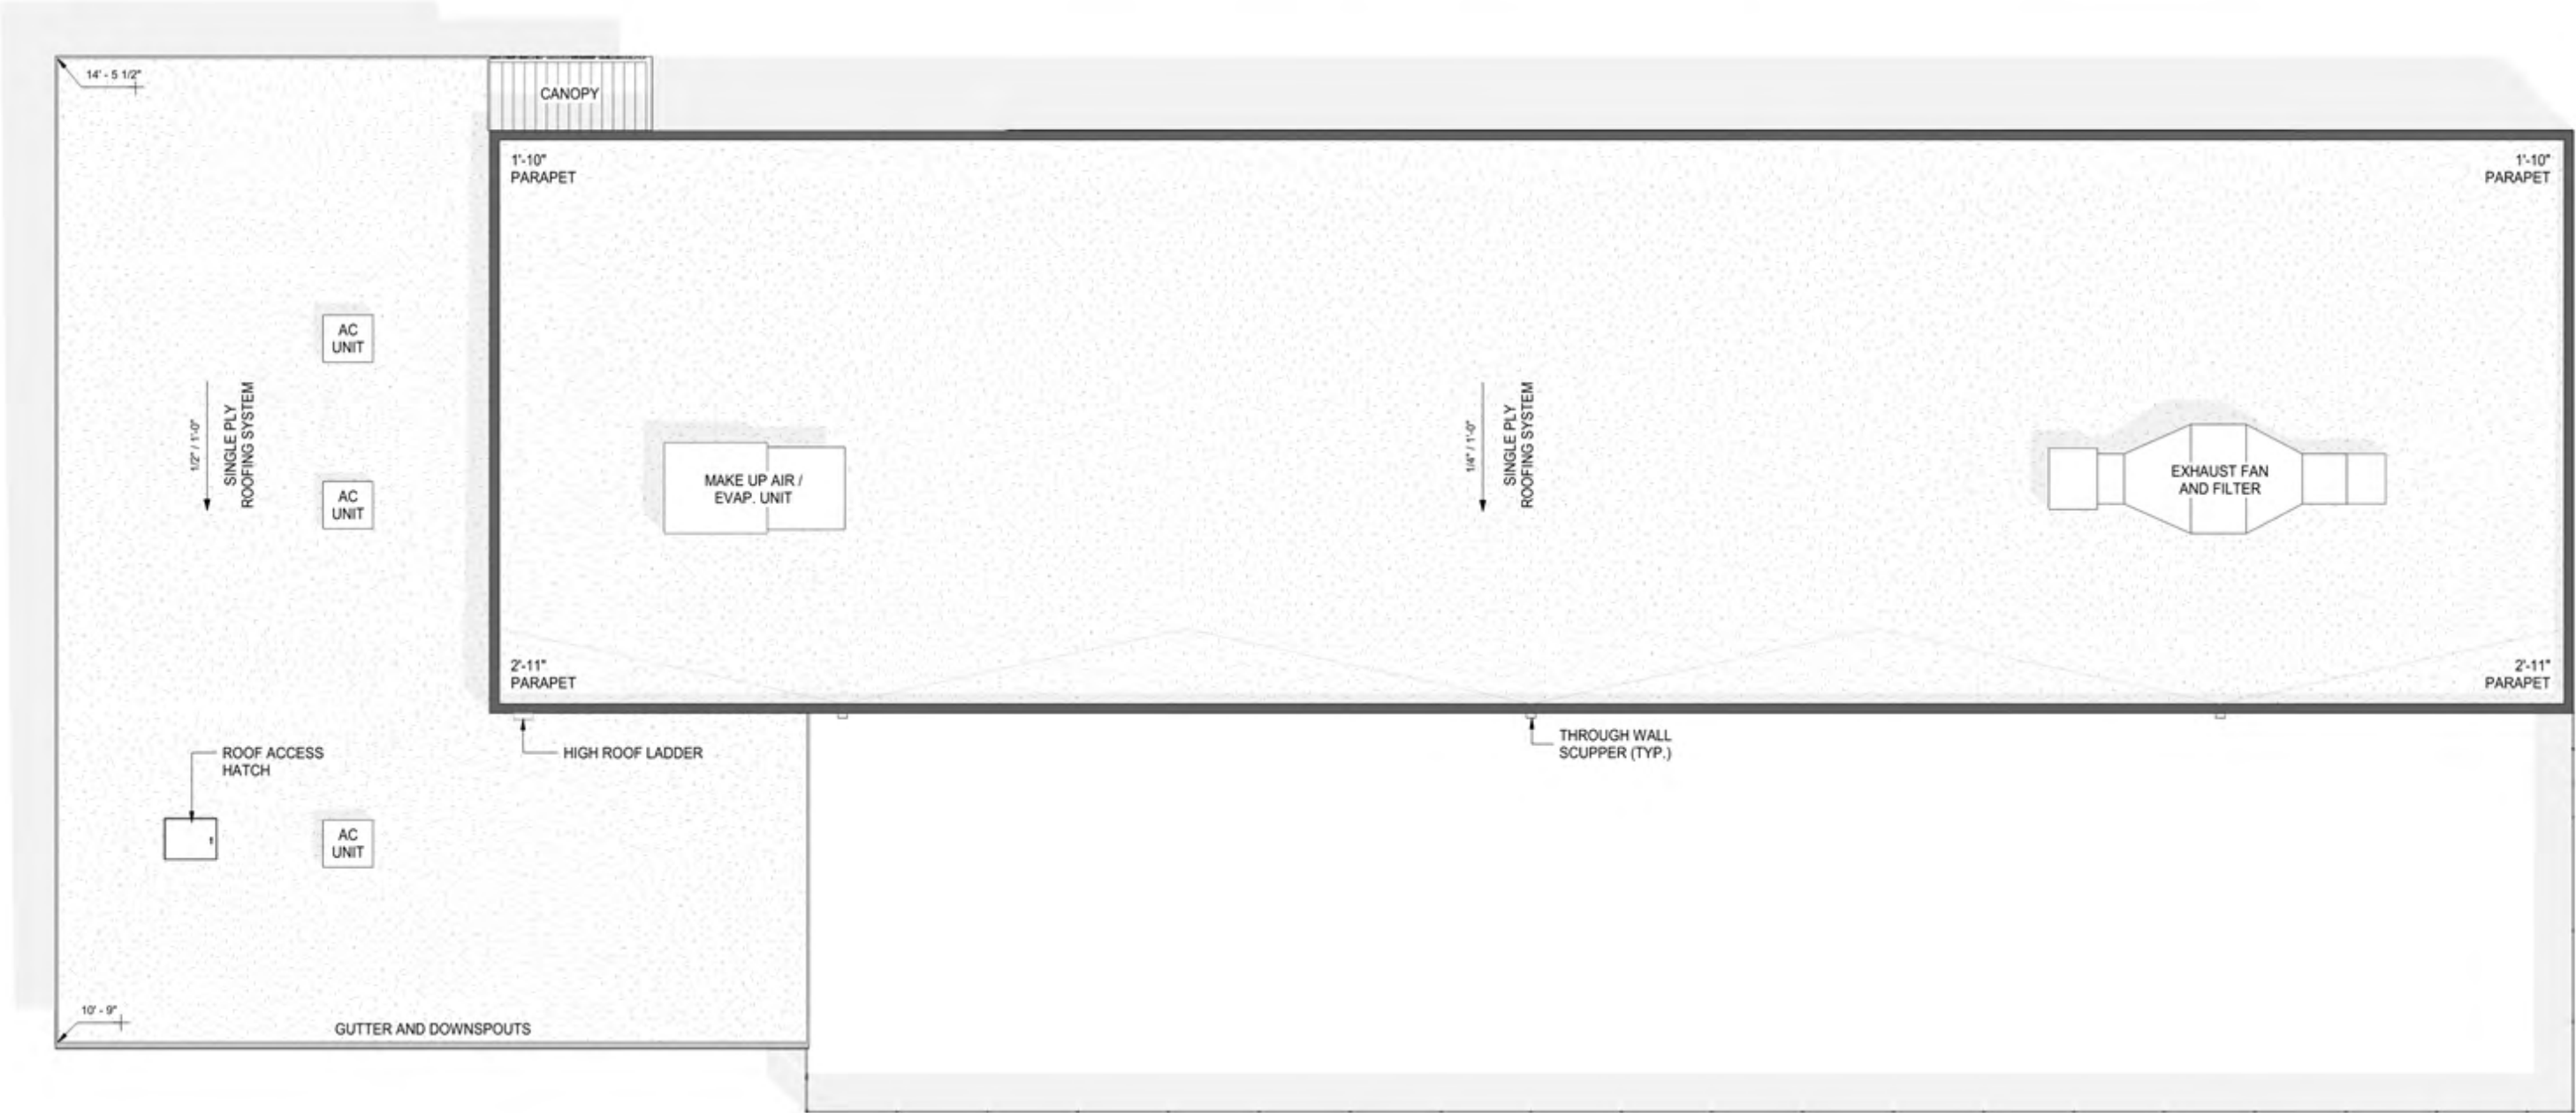 14' - 5 1/2"
CANOPY
1'-10"
PARAPET
1'-10"
PARAPET
AC
UNIT
1/2" / 1'-0"
SINGLE PLY
ROOFING SYSTEM
AC
UNIT
MAKE UP AIR /
EVAP. UNIT
1/4" / 1'-0"
SINGLE PLY
ROOFING SYSTEM
EXHAUST FAN
AND FILTER
2'-11"
PARAPET
2'-11"
PARAPET
ROOF ACCESS
HATCH
HIGH ROOF LADDER
THROUGH WALL
SCUPPER (TYP.)
AC
UNIT
10' - 9"
GUTTER AND DOWNSPOUTS